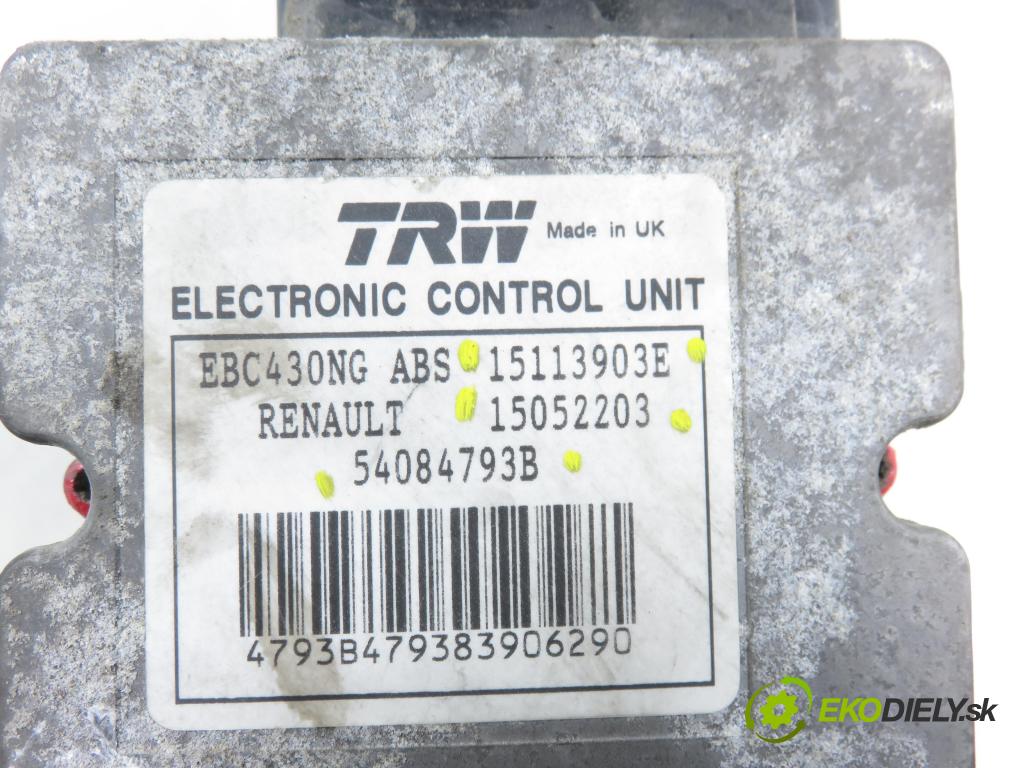 TRW Made in UK
ELECTRONIC CONTROL UNIT
EBC430NG ABS 15113903E
RENAULT 15052203
54084793B
4793B479383906290
EKODIELY.sk